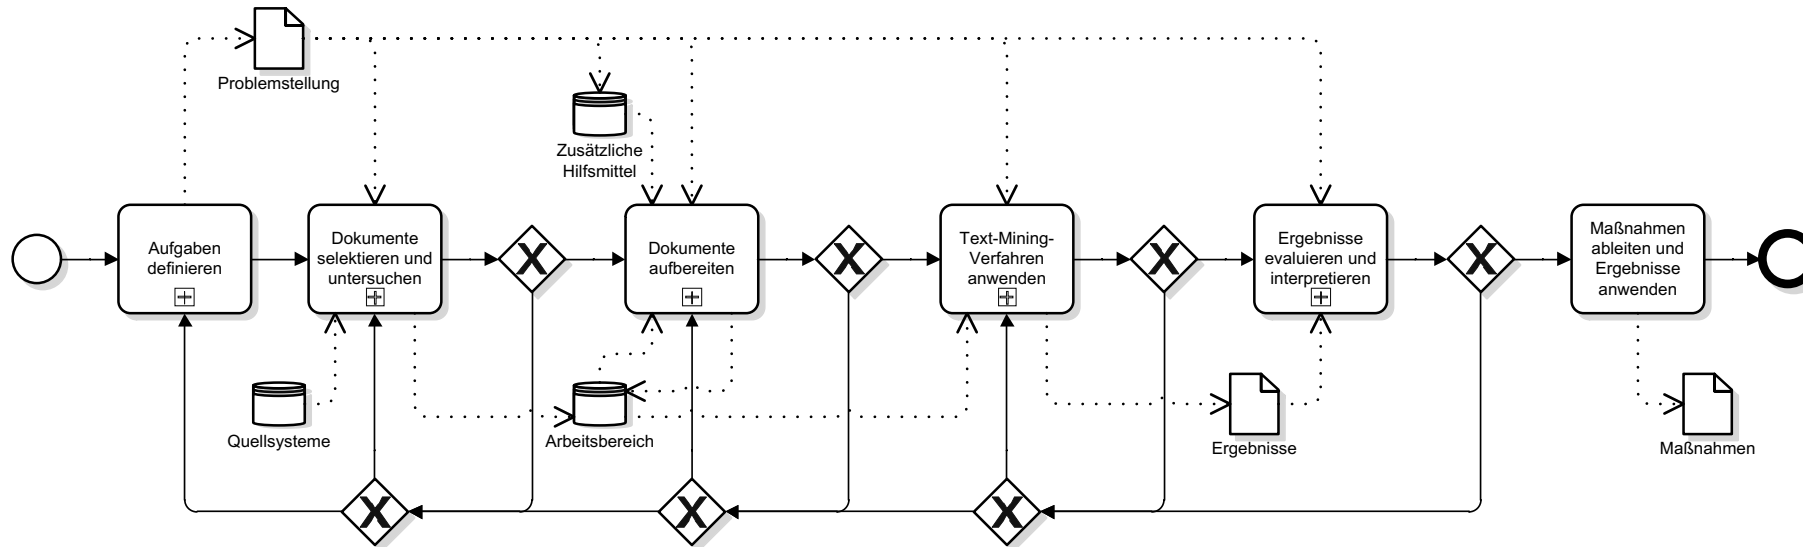 Problemstellung
Zusätzliche
Hilfsmittel
Aufgaben
definieren
Dokumente
selektieren und
untersuchen
Dokumente
aufbereiten
Text-Mining-
Verfahren
anwenden
Ergebnisse
evaluieren und
interpretieren
Maßnahmen
ableiten und
Ergebnisse
anwenden
Quellsysteme
Arbeitsbereich
Ergebnisse
Maßnahmen